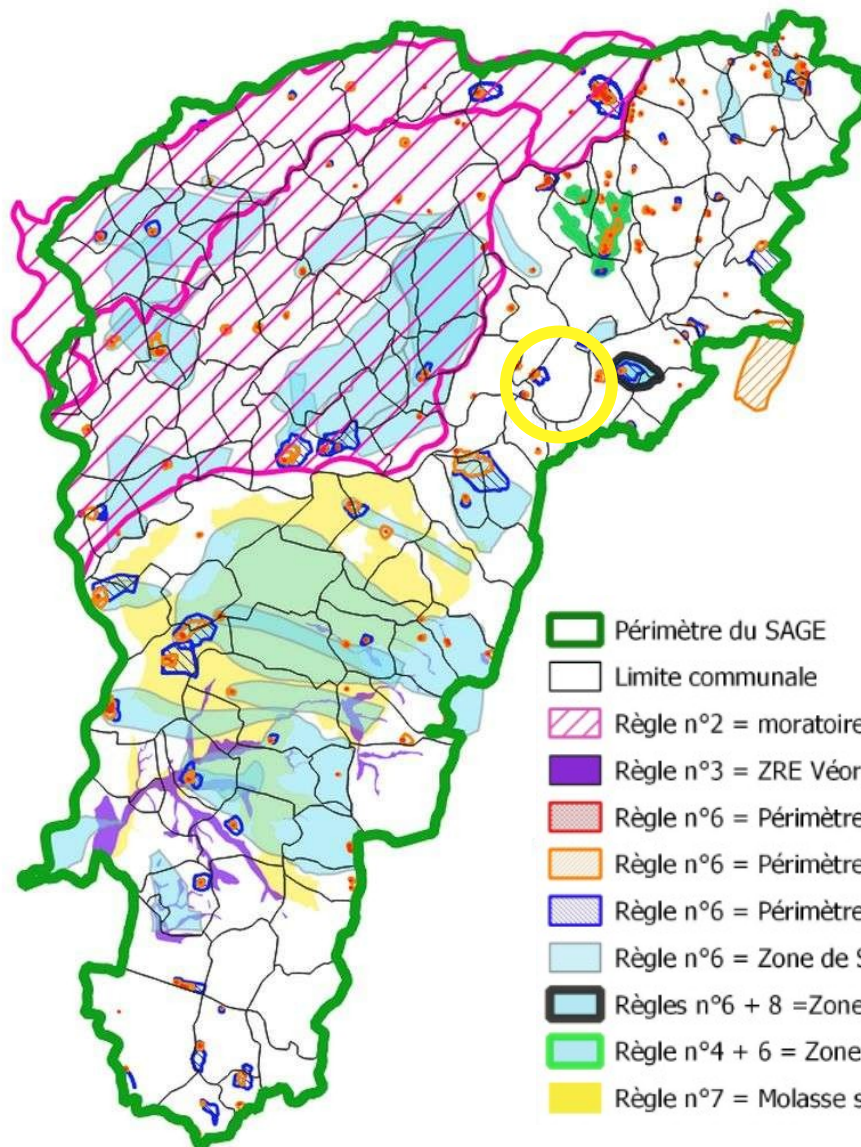 Périmètre du SAGE
Limite communale
Règle n°2 = moratoire
Règle n°3 = ZRE Véor
Règle n°6 = Périmètre
Règle n°6 = Périmètre
Règle n°6 = Périmètre
Règle n°6 = Zone de S
Règles n°6 + 8 =Zone
Règle n°4 + 6 = Zone
Règle n°7 = Molasse s